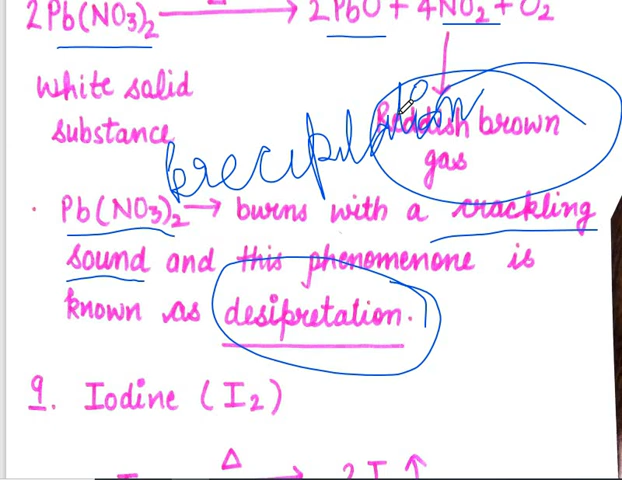 2Pb(NO3)2 —Δ→ 2PbO + 4NO2 + O2
white solid
substance
Reddish brown
gas
precipitation
· Pb(NO3)2 → burns with a crackling
sound and this phenomenone is
known as desipretation.
9. Iodine (I2)
Δ
I → 2I ↑